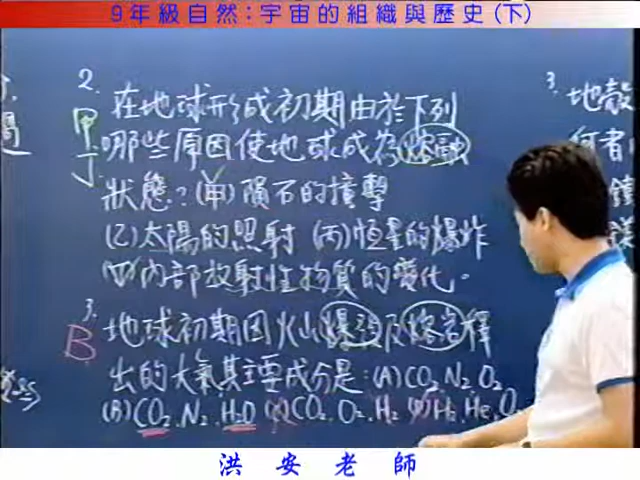 9年級自然:宇宙的組織與歷史(下)
2.
在地球形成初期由於下列
甲 哪些原因使地球成為熔融
丁 狀態?(甲)隕石的撞擊
(乙)太陽的照射 (丙)恒星的爆炸
(丁)內部放射性物質的變化。
3.
B 地球初期因火山爆發及熔岩釋
出的大氣其主要成分是:(A)CO2、N2、O2
(B)CO2、N2、H2O (C)CO2、O2、H2 (D)H2、He、O2
3.
地殼
何者
洪安老師